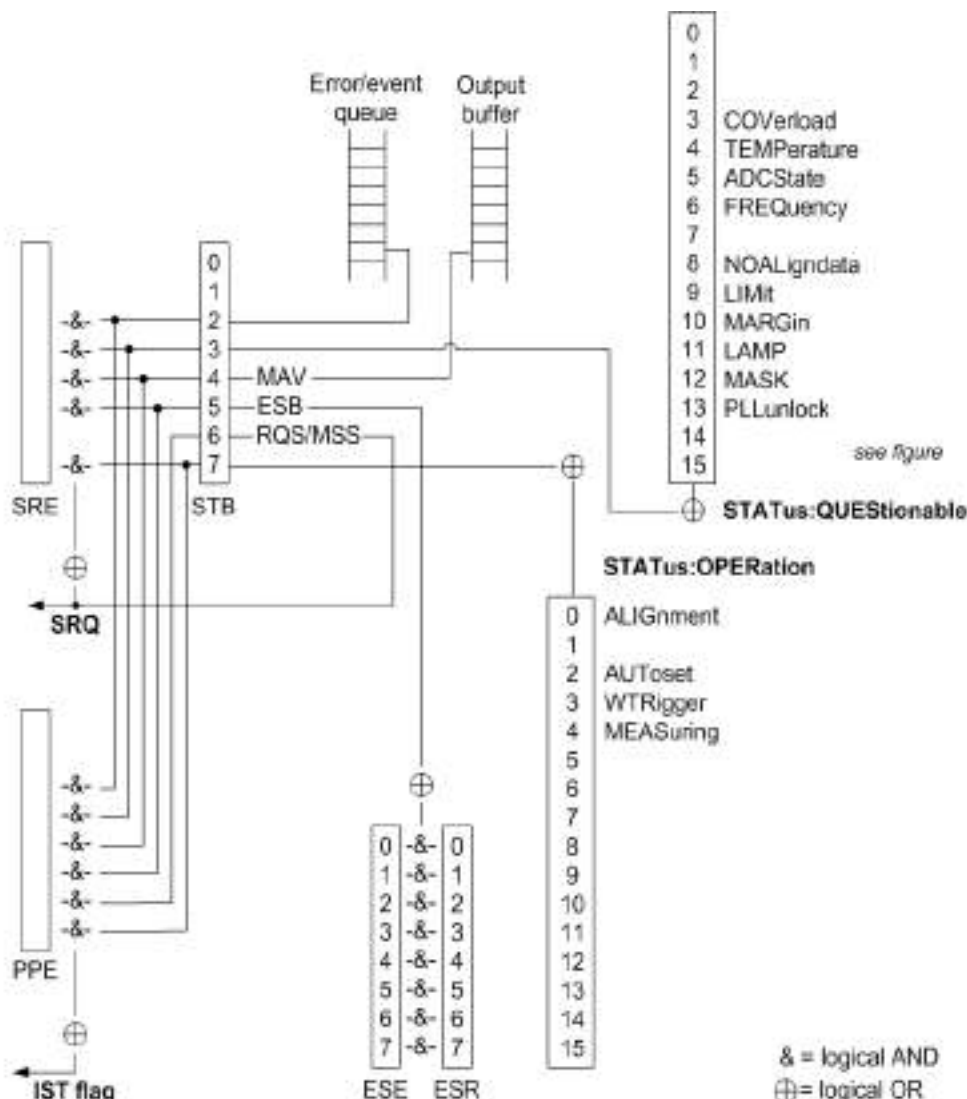 Error/event
queue
Output
buffer
0
1
2
3 COVerload
4 TEMPerature
5 ADCState
6 FREQuency
7
8 NOALigndata
9 LIMit
10 MARGin
11 LAMP
12 MASK
13 PLLunlock
14
15
see figure
STATus:QUEStionable
-&-
-&-
-&-
-&-
-&-
SRE
0
1
2
3
4 MAV
5 ESB
6 RQS/MSS
7
STB
SRQ
STATus:OPERation
0 ALIGnment
1
2 AUToset
3 WTRigger
4 MEASuring
5
6
7
8
9
10
11
12
13
14
15
-&-
-&-
-&-
-&-
-&-
-&-
PPE
IST flag
0 -&- 0
1 -&- 1
2 -&- 2
3 -&- 3
4 -&- 4
5 -&- 5
6 -&- 6
7 -&- 7
ESE ESR
& = logical AND
⊕ = logical OR